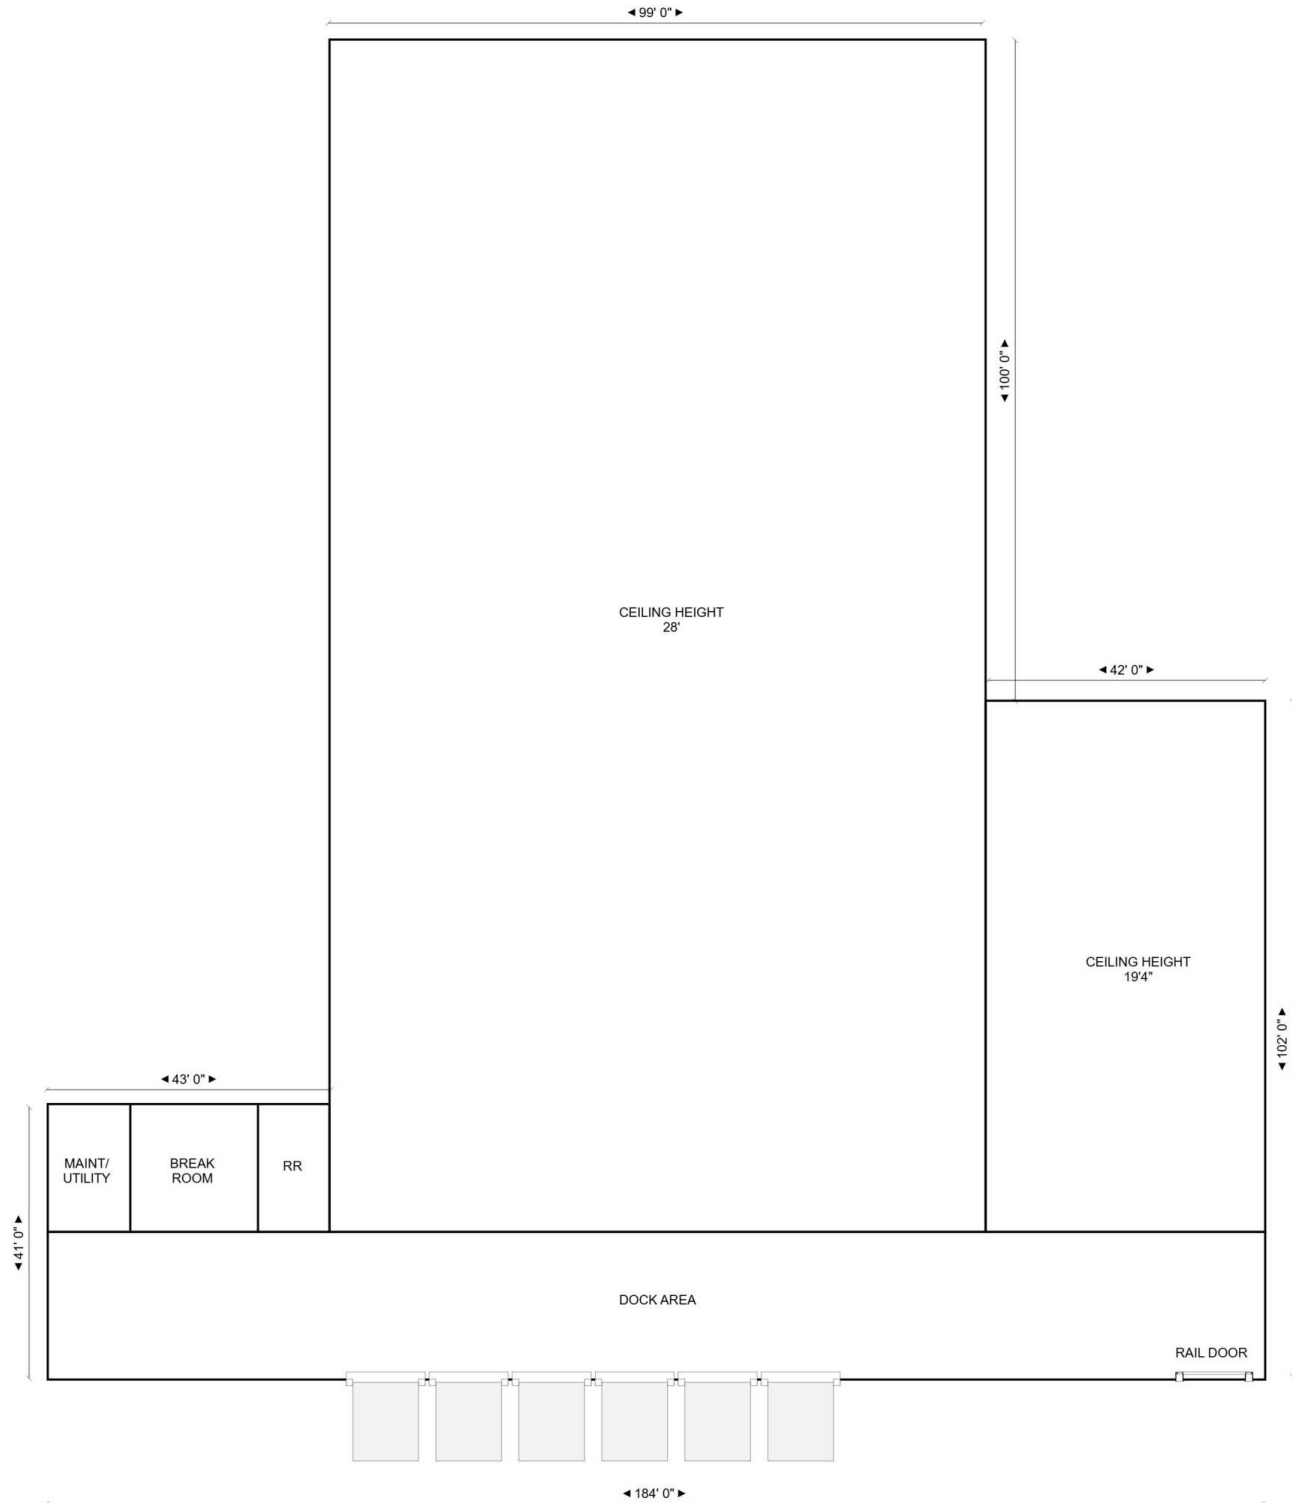 ◄ 99' 0" ►
◄ 100' 0" ►
CEILING HEIGHT
28'
◄ 42' 0" ►
CEILING HEIGHT
19'4"
◄ 102' 0" ►
◄ 43' 0" ►
MAINT/
UTILITY
BREAK
ROOM
RR
◄ 41' 0" ►
DOCK AREA
RAIL DOOR
◄ 184' 0" ►